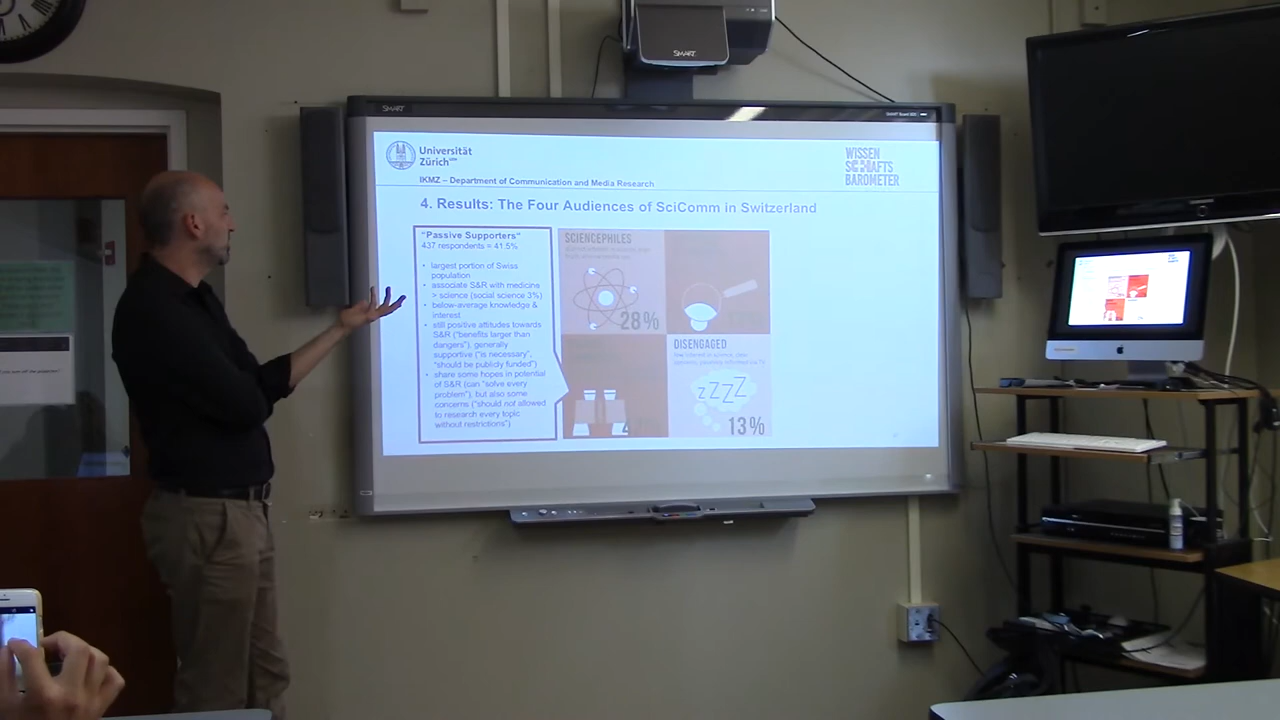 SMART
SMART
Universität
Zürich
WISSEN
SCHAFTS
BAROMETER
IKMZ – Department of Communication and Media Research
4. Results: The Four Audiences of SciComm in Switzerland
"Passive Supporters"
437 respondents = 41.5%
• largest portion of Swiss
population
• associate S&R with medicine
> science (social science 3%)
• below-average knowledge &
interest
• still positive attitudes towards
S&R ("benefits larger than
dangers"), generally
supportive ("is necessary",
"should be publicly funded")
• share some hopes in potential
of S&R (can "solve every
problem"), but also some
concerns ("should not allowed
to research every topic
without restrictions")
SCIENCEPHILES
28%
DISENGAGED
zZZZ
13%